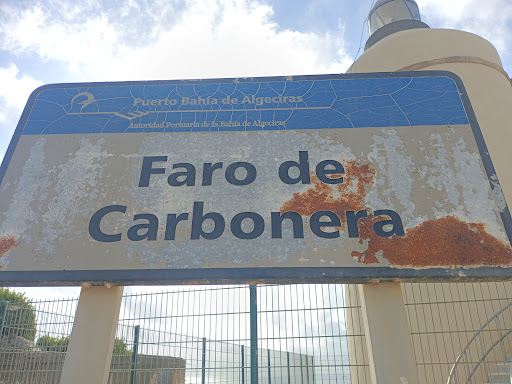 Puerto Bahía de Algeciras
Autoridad Portuaria de la Bahía de Algeciras
Faro de
Carbonera